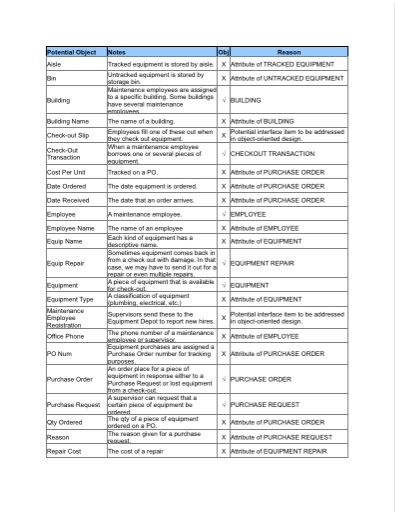 Potential Object Notes Obj Reason
Aisle Tracked equipment is stored by aisle. X Attribute of TRACKED EQUIPMENT
Bin Untracked equipment is stored by X Attribute of UNTRACKED EQUIPMENT
storage bin.
Building Maintenance employees are assigned √ BUILDING
to a specific building. Some buildings
have several maintenance
employees.
Building Name The name of a building. X Attribute of BUILDING
Check-out Slip Employees fill one of these out when X Potential interface item to be addressed
they check out equipment. in object-oriented design.
Check-Out When a maintenance employee √ CHECKOUT TRANSACTION
Transaction borrows one or several pieces of
equipment.
Cost Per Unit Tracked on a PO. X Attribute of PURCHASE ORDER
Date Ordered The date equipment is ordered. X Attribute of PURCHASE ORDER
Date Received The date that an order arrives. X Attribute of PURCHASE ORDER
Employee A maintenance employee. √ EMPLOYEE
Employee Name The name of an employee X Attribute of EMPLOYEE
Equip Name Each kind of equipment has a X Attribute of EQUIPMENT
descriptive name.
Equip Repair Sometimes equipment comes back in √ EQUIPMENT REPAIR
from a check out with damage. In that
case, we may have to send it out for a
repair or even multiple repairs.
Equipment A piece of equipment that is available √ EQUIPMENT
for check-out.
Equipment Type A classification of equipment X Attribute of EQUIPMENT
(plumbing, electrical, etc.)
Maintenance Supervisors send these to the X Potential interface item to be addressed
Employee Equipment Depot to report new hires. in object-oriented design.
Registration
Office Phone The phone number of a maintenance X Attribute of EMPLOYEE
employee or supervisor.
PO Num Equipment purchases are assigned a X Attribute of PURCHASE ORDER
Purchase Order number for tracking
purposes.
Purchase Order An order place for a piece of √ PURCHASE ORDER
equipment in response either to a
Purchase Request or lost equipment
from a check-out.
Purchase Request A supervisor can request that a √ PURCHASE REQUEST
certain piece of equipment be
ordered.
Qty Ordered The qty of a piece of equipment X Attribute of PURCHASE ORDER
ordered on a PO.
Reason The reason given for a purchase X Attribute of PURCHASE REQUEST
request.
Repair Cost The cost of a repair X Attribute of EQUIPMENT REPAIR